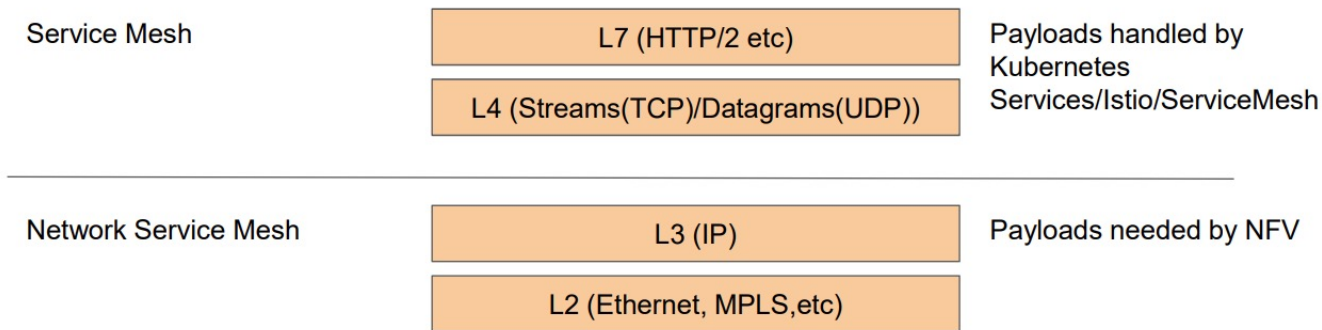 Service Mesh
L7 (HTTP/2 etc)
Payloads handled by
Kubernetes
Services/Istio/ServiceMesh
L4 (Streams(TCP)/Datagrams(UDP))
Network Service Mesh
L3 (IP)
Payloads needed by NFV
L2 (Ethernet, MPLS,etc)